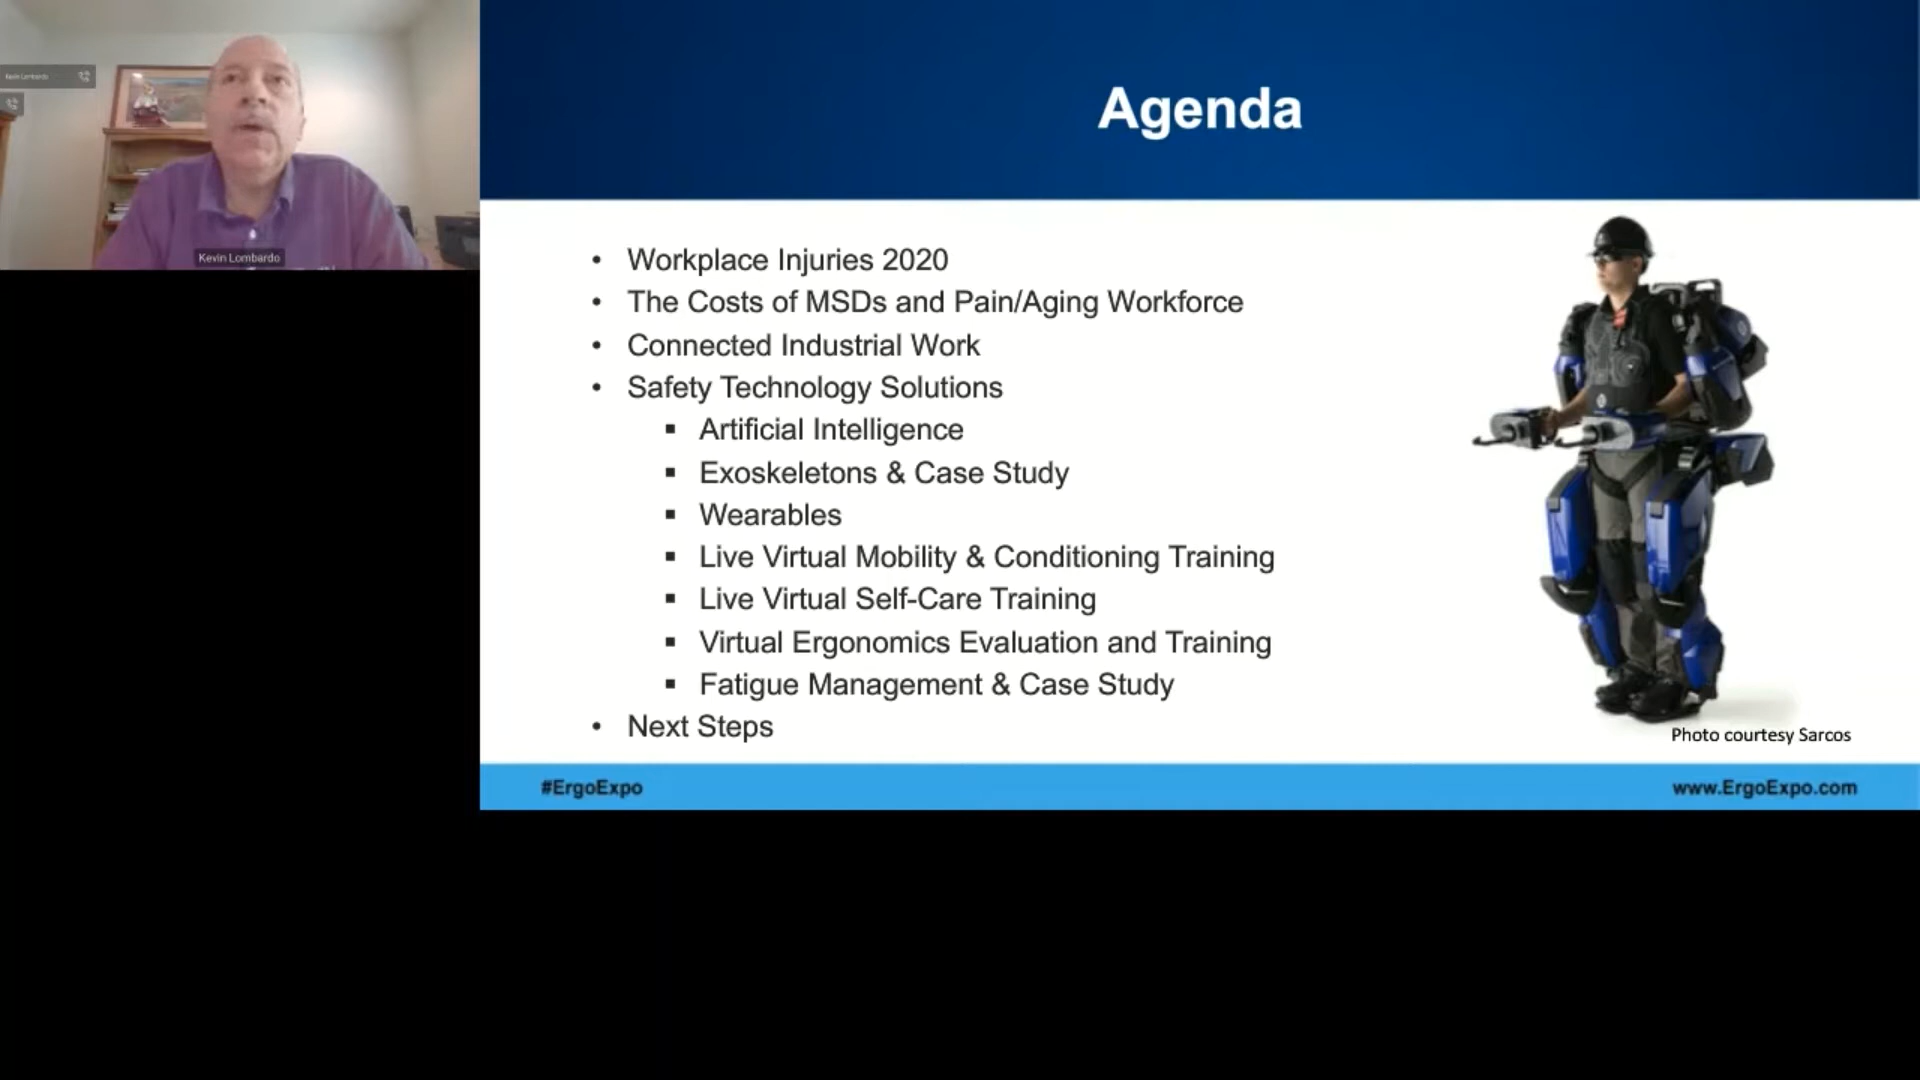 Kevin Lombardo
Kevin Lombardo
Agenda
• Workplace Injuries 2020
• The Costs of MSDs and Pain/Aging Workforce
• Connected Industrial Work
• Safety Technology Solutions
▪ Artificial Intelligence
▪ Exoskeletons & Case Study
▪ Wearables
▪ Live Virtual Mobility & Conditioning Training
▪ Live Virtual Self-Care Training
▪ Virtual Ergonomics Evaluation and Training
▪ Fatigue Management & Case Study
• Next Steps
Photo courtesy Sarcos
#ErgoExpo
www.ErgoExpo.com